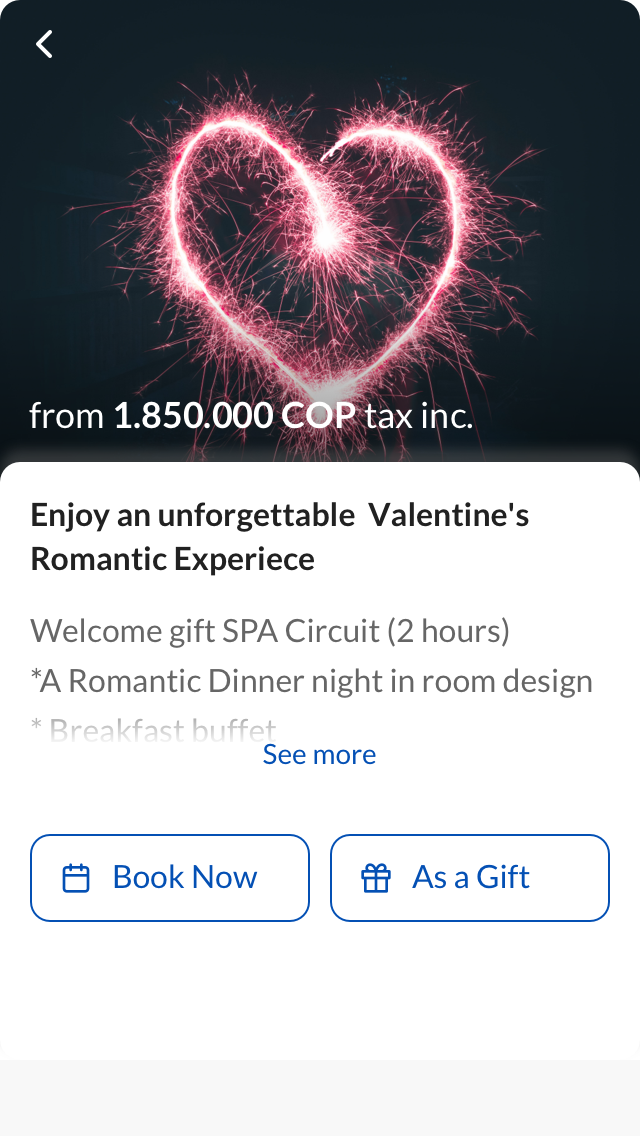 from 1.850.000 COP tax inc.
Enjoy an unforgettable  Valentine's
Romantic Experiece
Welcome gift SPA Circuit (2 hours)
*A Romantic Dinner night in room design
* Breakfast buffet
See more
Book Now
As a Gift